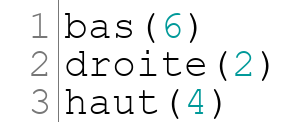 1 bas(6)
2 droite(2)
3 haut(4)